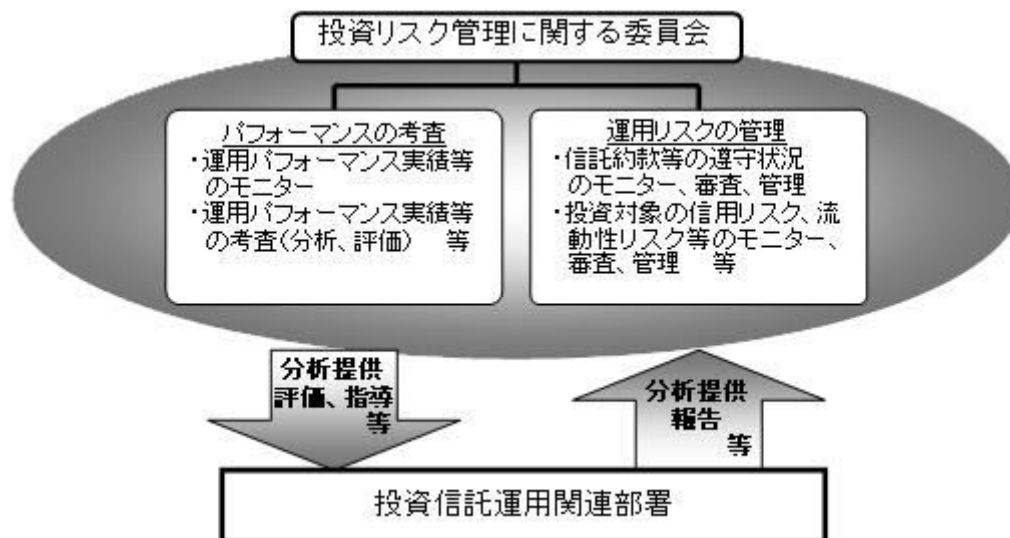 投資リスク管理に関する委員会
パフォーマンスの考査
・運用パフォーマンス実績等
のモニター
・運用パフォーマンス実績等
の考査(分析、評価) 等
運用リスクの管理
・信託約款等の遵守状況
のモニター、審査、管理
・投資対象の信用リスク、流
動性リスク等のモニター、
審査、管理 等
分析提供
評価、指導
等
分析提供
報告
等
投資信託運用関連部署